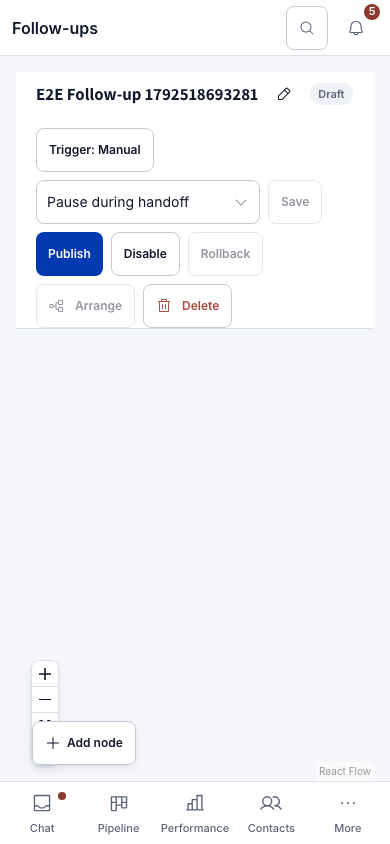 Follow-ups
5
E2E Follow-up 1792518693281
Draft
Trigger: Manual
Pause during handoff
Save
Publish
Disable
Rollback
Arrange
Delete
Add node
React Flow
Chat
Pipeline
Performance
Contacts
More